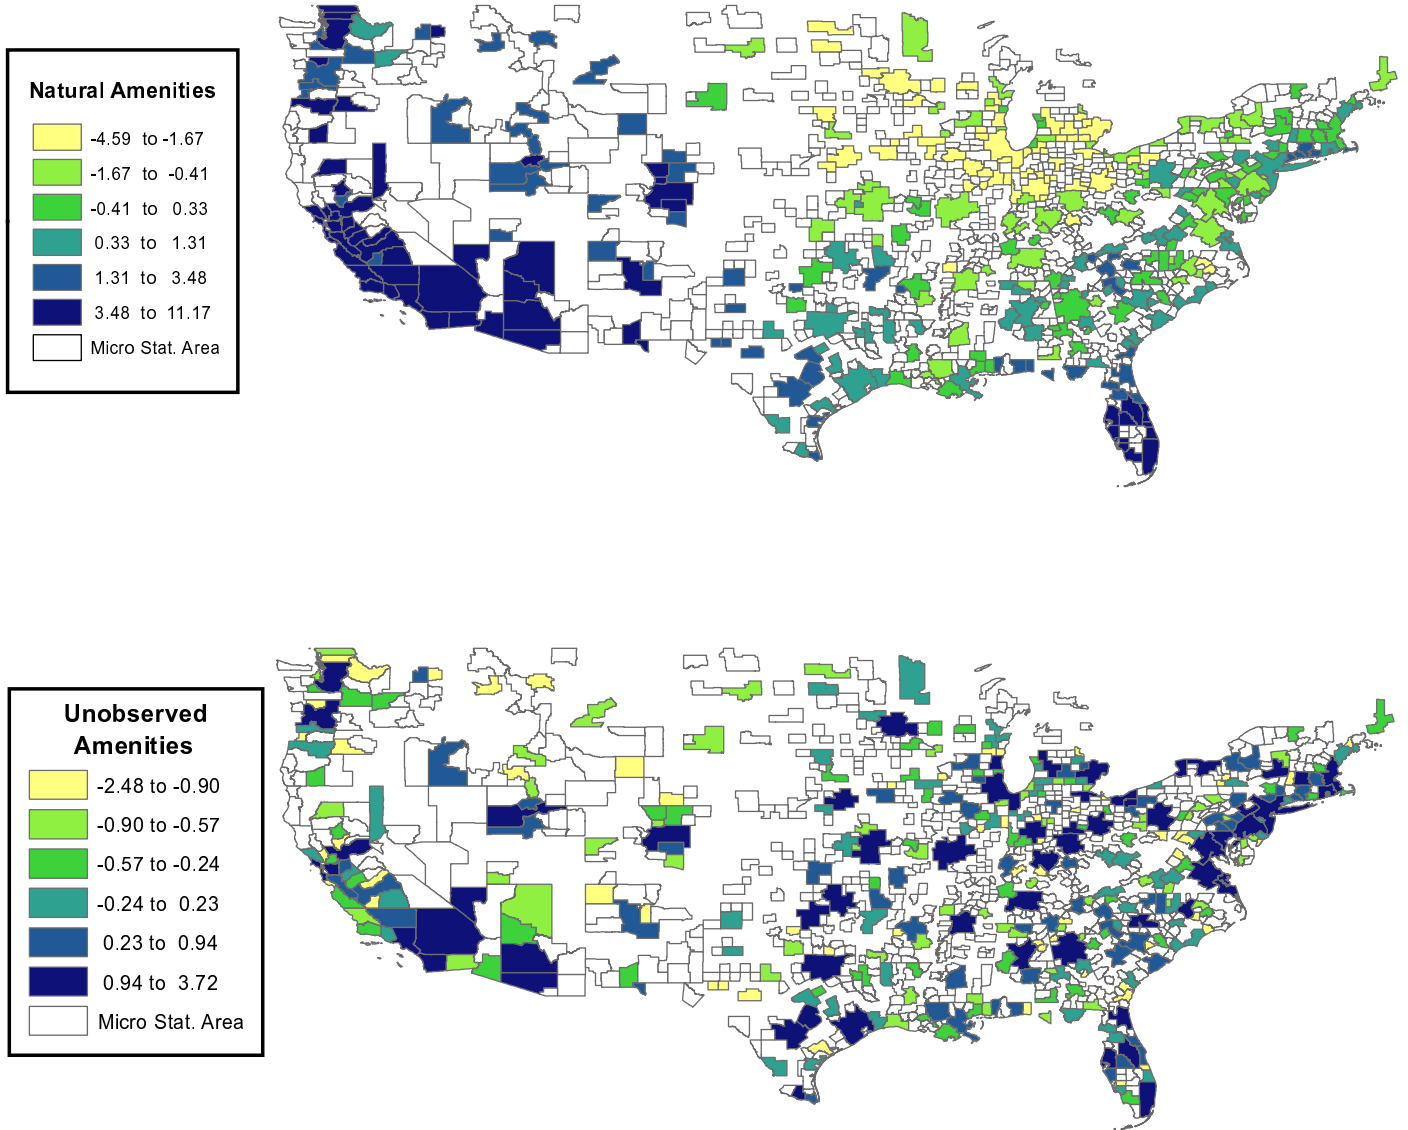 Natural Amenities
-4.59 to -1.67
-1.67 to -0.41
-0.41 to 0.33
0.33 to 1.31
1.31 to 3.48
3.48 to 11.17
Micro Stat. Area
Unobserved
Amenities
-2.48 to -0.90
-0.90 to -0.57
-0.57 to -0.24
-0.24 to 0.23
0.23 to 0.94
0.94 to 3.72
Micro Stat. Area